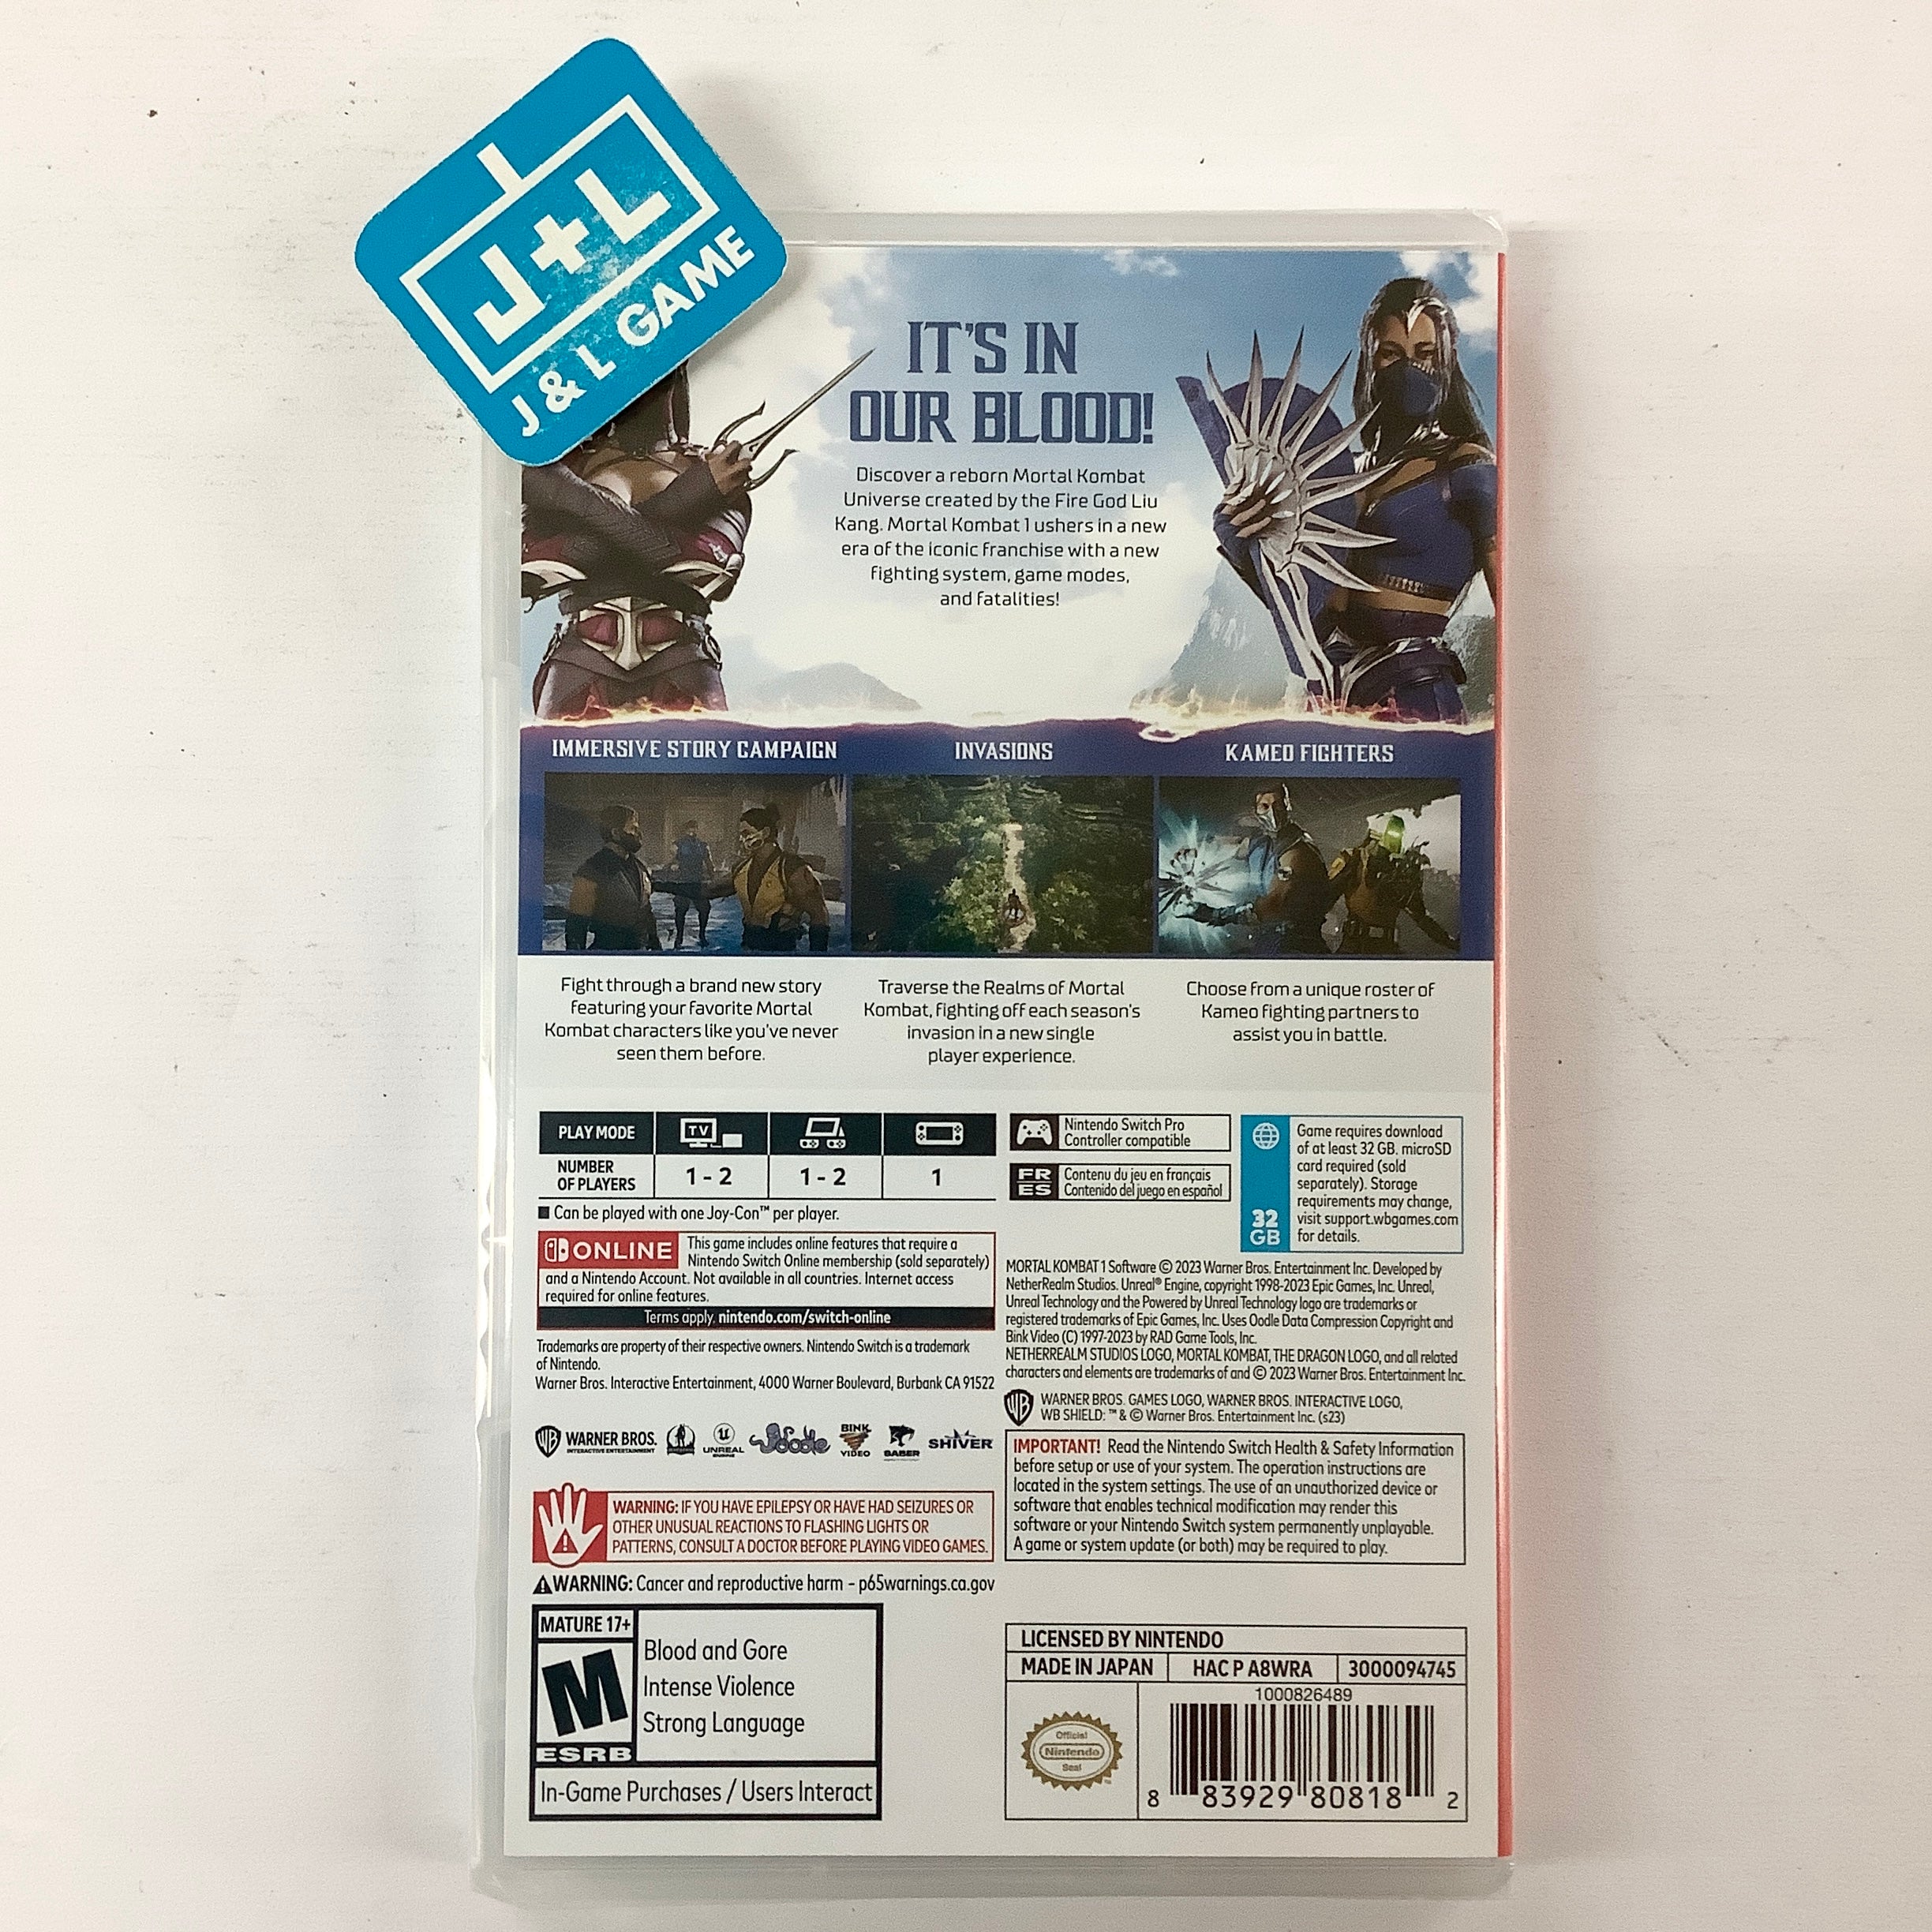 J+L
J & L GAME
IT'S IN
OUR BLOOD!
Discover a reborn Mortal Kombat
Universe created by the Fire God Liu
Kang. Mortal Kombat 1 ushers in a new
era of the iconic franchise with a new
fighting system, game modes,
and fatalities!
IMMERSIVE STORY CAMPAIGN
INVASIONS
KAMEO FIGHTERS
Fight through a brand new story
featuring your favorite Mortal
Kombat characters like you've never
seen them before.
Traverse the Realms of Mortal
Kombat, fighting off each season's
invasion in a new single
player experience.
Choose from a unique roster of
Kameo fighting partners to
assist you in battle.
PLAY MODE
TV
NUMBER
OF PLAYERS
1 - 2
1 - 2
1
■ Can be played with one Joy-Con™ per player.
Nintendo Switch Pro
Controller compatible
FR
ES
Contenu du jeu en français
Contenido del juego en español
32
GB
Game requires download
of at least 32 GB. microSD
card required (sold
separately). Storage
requirements may change,
visit support.wbgames.com
for details.
ONLINE
This game includes online features that require a
Nintendo Switch Online membership (sold separately)
and a Nintendo Account. Not available in all countries. Internet access
required for online features.
Terms apply. nintendo.com/switch-online
Trademarks are property of their respective owners. Nintendo Switch is a trademark
of Nintendo.
Warner Bros. Interactive Entertainment, 4000 Warner Boulevard, Burbank CA 91522
MORTAL KOMBAT 1 Software © 2023 Warner Bros. Entertainment Inc. Developed by
NetherRealm Studios. Unreal® Engine, copyright 1998-2023 Epic Games, Inc. Unreal,
Unreal Technology and the Powered by Unreal Technology logo are trademarks or
registered trademarks of Epic Games, Inc. Uses Oodle Data Compression Copyright and
Bink Video (C) 1997-2023 by RAD Game Tools, Inc.
NETHERREALM STUDIOS LOGO, MORTAL KOMBAT, THE DRAGON LOGO, and all related
characters and elements are trademarks of and © 2023 Warner Bros. Entertainment Inc.
WB
WARNER BROS. GAMES LOGO, WARNER BROS. INTERACTIVE LOGO,
WB SHIELD: ™ & © Warner Bros. Entertainment Inc. (s23)
WB
WARNER BROS.
INTERACTIVE ENTERTAINMENT
UNREAL
ENGINE
Oodle
BINK
VIDEO
SABER
SHIVER
IMPORTANT! Read the Nintendo Switch Health & Safety Information
before setup or use of your system. The operation instructions are
located in the system settings. The use of an unauthorized device or
software that enables technical modification may render this
software or your Nintendo Switch system permanently unplayable.
A game or system update (or both) may be required to play.
WARNING: IF YOU HAVE EPILEPSY OR HAVE HAD SEIZURES OR
OTHER UNUSUAL REACTIONS TO FLASHING LIGHTS OR
PATTERNS, CONSULT A DOCTOR BEFORE PLAYING VIDEO GAMES.
⚠WARNING: Cancer and reproductive harm - p65warnings.ca.gov
MATURE 17+
M
ESRB
Blood and Gore
Intense Violence
Strong Language
In-Game Purchases / Users Interact
LICENSED BY NINTENDO
MADE IN JAPAN
HAC P A8WRA
3000094745
1000826489
Official
Nintendo
Seal
8 83929 80818 2